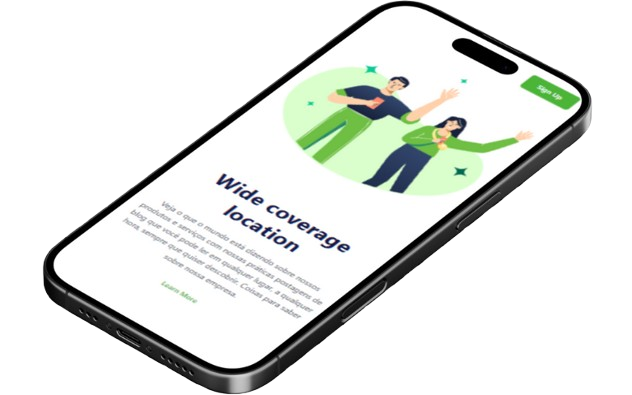 Sign Up
Wide coverage
location
Veja o que o mundo está dizendo sobre nossos
produtos e serviços com nossas práticas postagens de
blog que você pode ler em qualquer lugar, a qualquer
hora, sempre que quiser descobrir. Coisas para saber
sobre nossa empresa.
Learn More